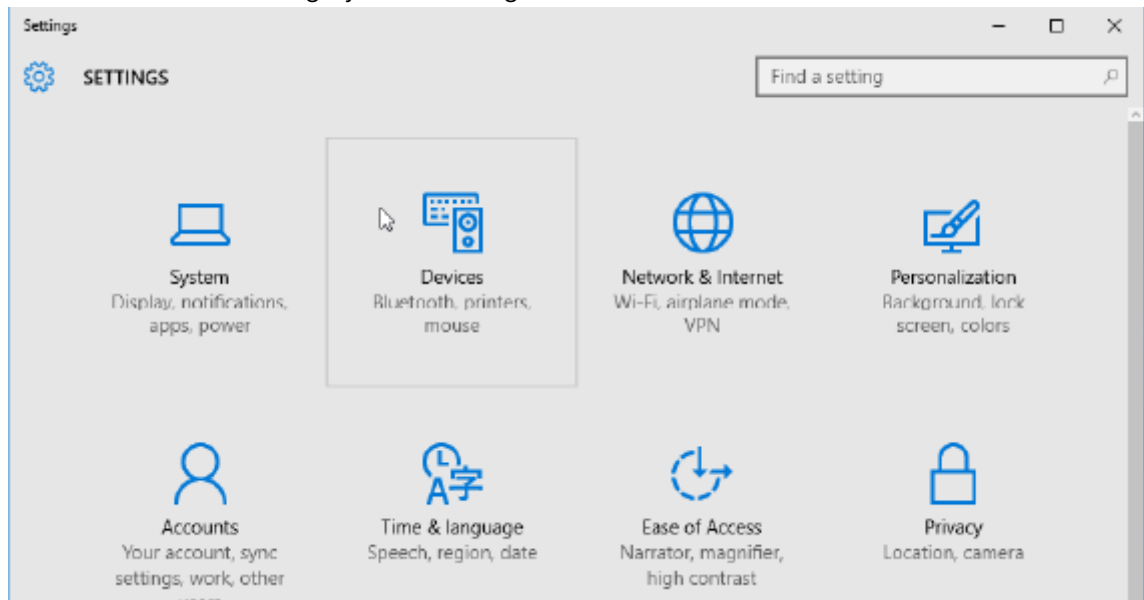 Settings
SETTINGS
Find a setting
System
Display, notifications,
apps, power
Devices
Bluetooth, printers,
mouse
Network & Internet
Wi-Fi, airplane mode,
VPN
Personalization
Background, lock
screen, colors
Accounts
Your account, sync
settings, work, other
Time & language
Speech, region, date
Ease of Access
Narrator, magnifier,
high contrast
Privacy
Location, camera